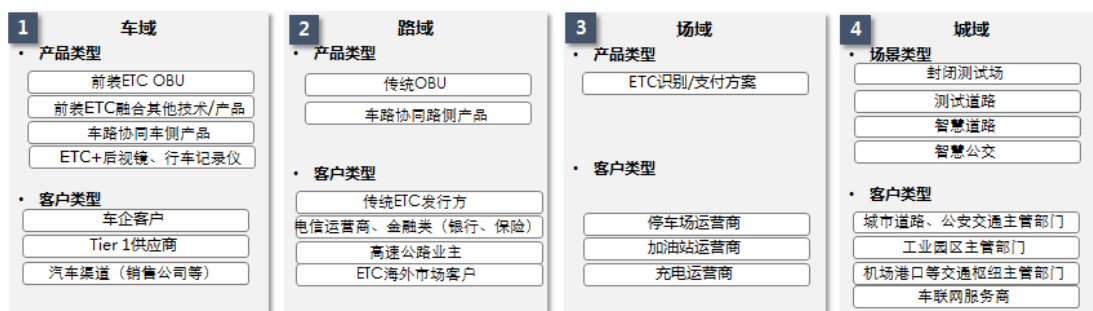 1 车域
• 产品类型
前装ETC OBU
前装ETC融合其他技术/产品
车路协同车侧产品
ETC+后视镜、行车记录仪
• 客户类型
车企客户
Tier 1供应商
汽车渠道（销售公司等）
2 路域
• 产品类型
传统OBU
车路协同路侧产品
• 客户类型
传统ETC发行方
电信运营商、金融类（银行、保险）
高速公路业主
ETC海外市场客户
3 场域
• 产品类型
ETC识别/支付方案
• 客户类型
停车场运营商
加油站运营商
充电运营商
4 城域
• 场景类型
封闭测试场
测试道路
智慧道路
智慧公交
• 客户类型
城市道路、公安交通主管部门
工业园区主管部门
机场港口等交通枢纽主管部门
车联网服务商